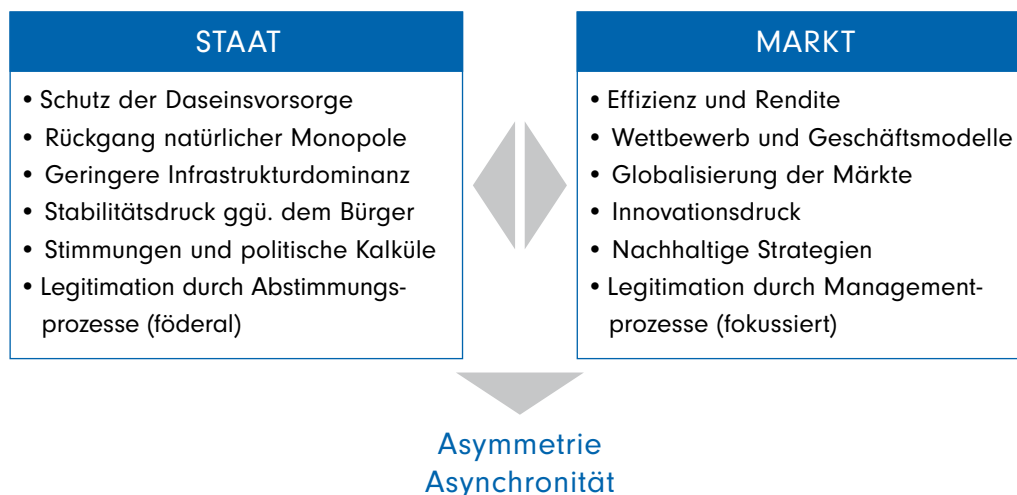 STAAT
• Schutz der Daseinsvorsorge
• Rückgang natürlicher Monopole
• Geringere Infrastrukturdominanz
• Stabilitätsdruck ggü. dem Bürger
• Stimmungen und politische Kalküle
• Legitimation durch Abstimmungs-
prozesse (föderal)
MARKT
• Effizienz und Rendite
• Wettbewerb und Geschäftsmodelle
• Globalisierung der Märkte
• Innovationsdruck
• Nachhaltige Strategien
• Legitimation durch Management-
prozesse (fokussiert)
Asymmetrie
Asynchronität